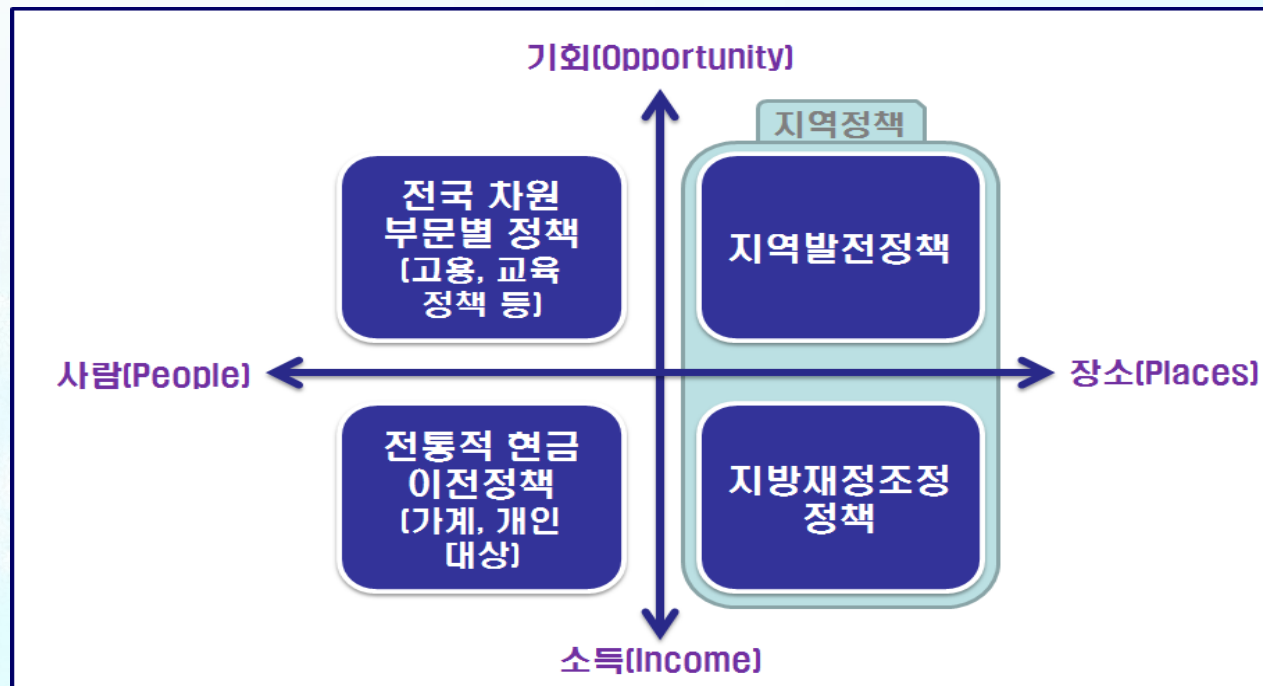 기회(Opportunity)
지역정책
전국 차원
부문별 정책
(고용, 교육
정책 등)
지역발전정책
사람(People)
장소(Places)
전통적 현금
이전정책
(가계, 개인
대상)
지방재정조정
정책
소득(Income)